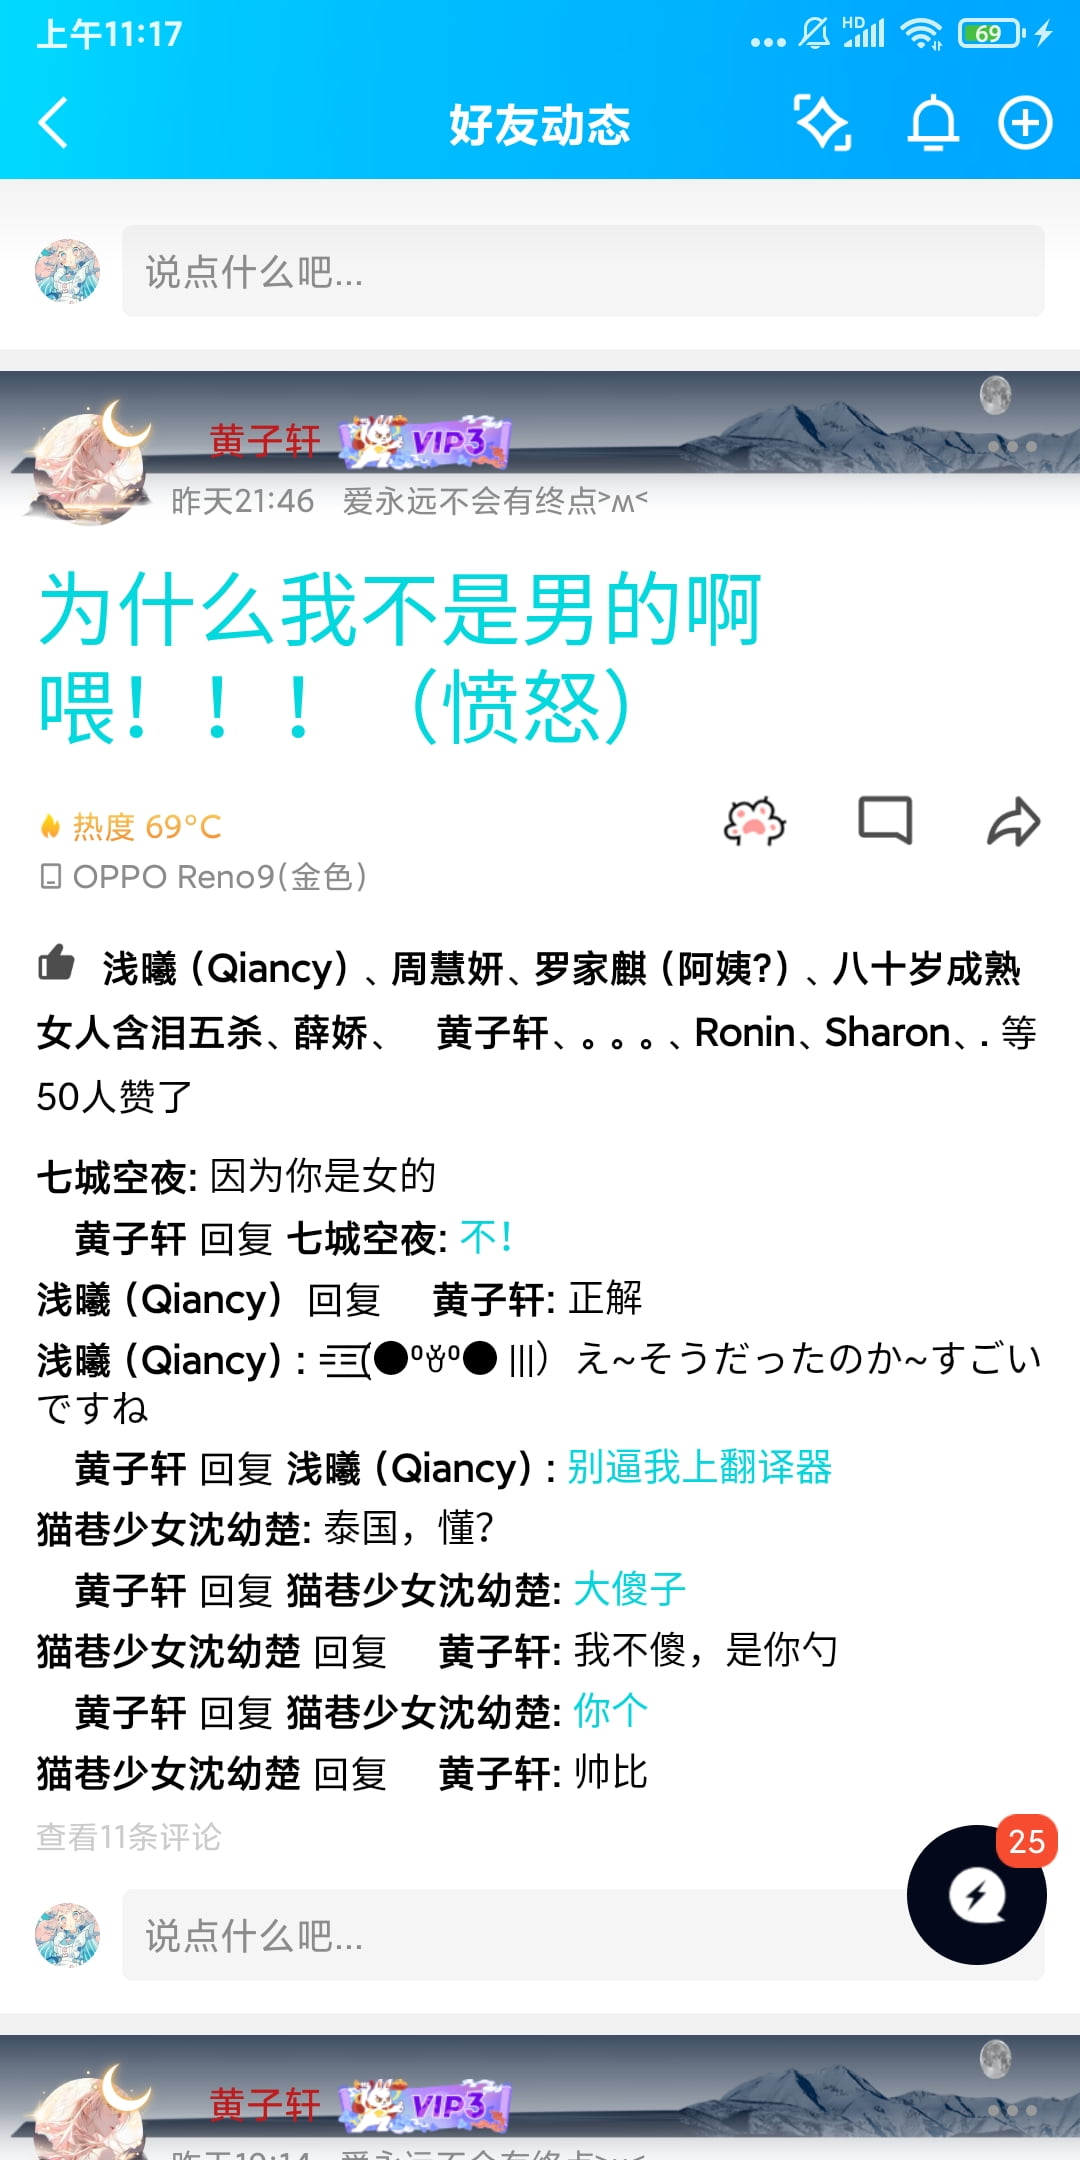 上午11:17
HD
69
好友动态
说点什么吧...
黄子轩 VIP3
昨天21:46 爱永远不会有终点>ʍ<
为什么我不是男的啊
喂！！！（愤怒）
热度 69°C
OPPO Reno9(金色)
浅曦（Qiancy）、周慧妍、罗家麒（阿姨?）、八十岁成熟
女人含泪五杀、薛娇、 黄子轩、。。。、Ronin、Sharon、. 等
50人赞了
七城空夜: 因为你是女的
黄子轩 回复 七城空夜: 不！
浅曦（Qiancy） 回复 黄子轩: 正解
浅曦（Qiancy）: ☰☲(●⁰ꈊ⁰● |||）え~そうだったのか~すごい
ですね
黄子轩 回复 浅曦（Qiancy）: 别逼我上翻译器
猫巷少女沈幼楚: 泰国，懂？
黄子轩 回复 猫巷少女沈幼楚: 大傻子
猫巷少女沈幼楚 回复 黄子轩: 我不傻，是你勺
黄子轩 回复 猫巷少女沈幼楚: 你个
猫巷少女沈幼楚 回复 黄子轩: 帅比
查看11条评论
25
说点什么吧...
黄子轩 VIP3